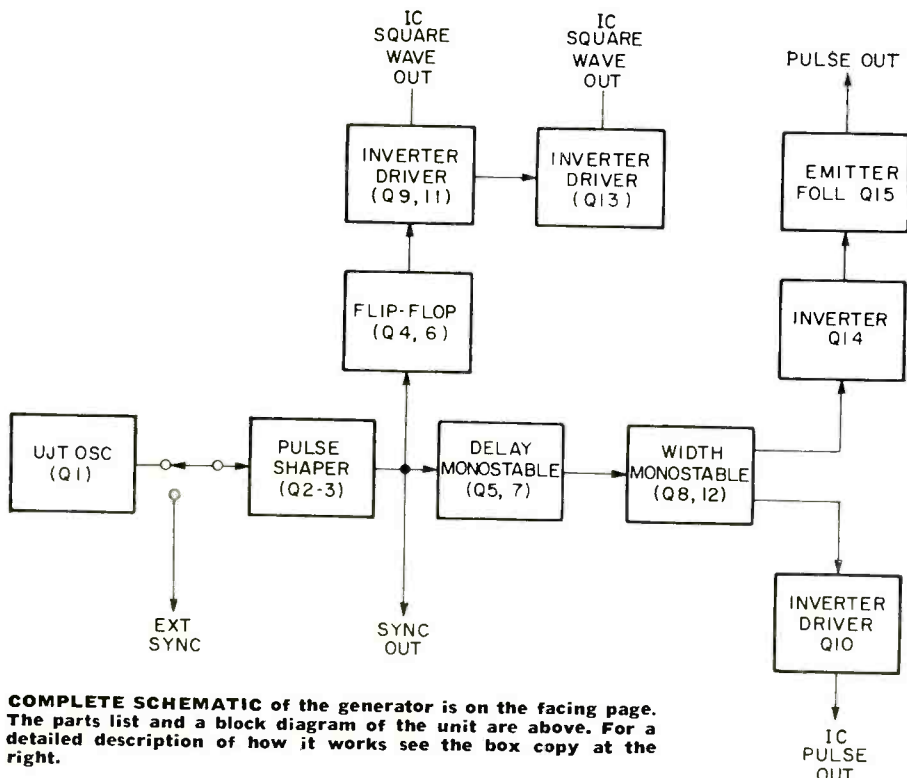 IC
SQUARE
WAVE
OUT
IC
SQUARE
WAVE
OUT
PULSE OUT
INVERTER
DRIVER
(Q9, 11)
INVERTER
DRIVER
(Q13)
EMITTER
FOLL Q15
FLIP-FLOP
(Q4, 6)
INVERTER
Q14
UJT OSC
(Q1)
PULSE
SHAPER
(Q2-3)
DELAY
MONOSTABLE
(Q5, 7)
WIDTH
MONOSTABLE
(Q8, 12)
EXT
SYNC
SYNC
OUT
INVERTER
DRIVER
Q10
IC
PULSE
OUT
COMPLETE SCHEMATIC of the generator is on the facing page.
The parts list and a block diagram of the unit are above. For a
detailed description of how it works see the box copy at the
right.